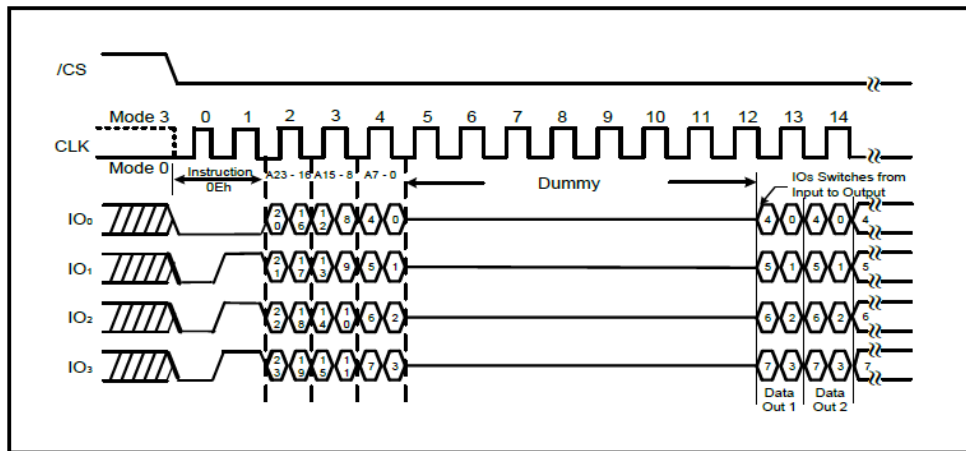 /CS
Mode 3 0 1 2 3 4 5 6 7 8 9 10 11 12 13 14
CLK
Mode 0 Instruction 0Eh A23 - 16 A15 - 8 A7 - 0 Dummy IOs Switches from Input to Output
IO₀ 20 16 12 8 4 0 4 0 4 0 4
IO₁ 21 17 13 9 5 1 5 1 5 1 5
IO₂ 22 18 14 10 6 2 6 2 6 2 6
IO₃ 23 19 15 11 7 3 7 3 7 3 7
Data Out 1 Data Out 2